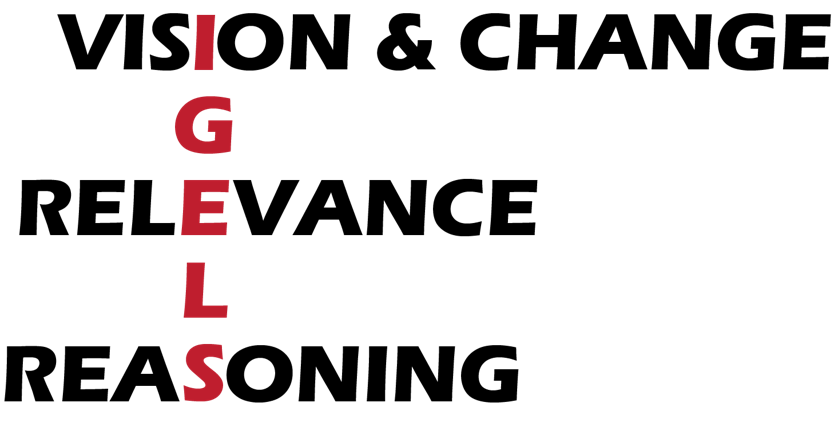 VISION & CHANGE
G
RELEVANCE
L
REASONING